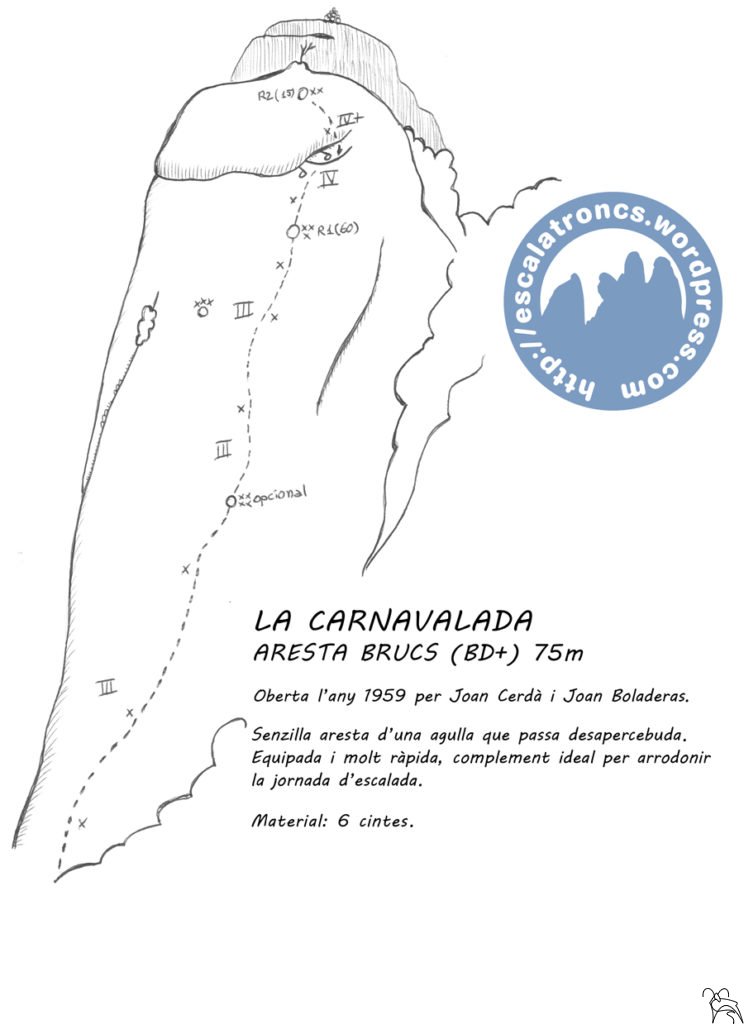 R2(15) xx
IV+
IV
R1(60)
III
III
opcional
III
http://escalatroncs.wordpress.com
LA CARNAVALADA
ARESTA BRUCS (BD+) 75m
Oberta l'any 1959 per Joan Cerdà i Joan Boladeras.
Senzilla aresta d'una agulla que passa desapercebuda.
Equipada i molt ràpida, complement ideal per arrodonir
la jornada d'escalada.
Material: 6 cintes.